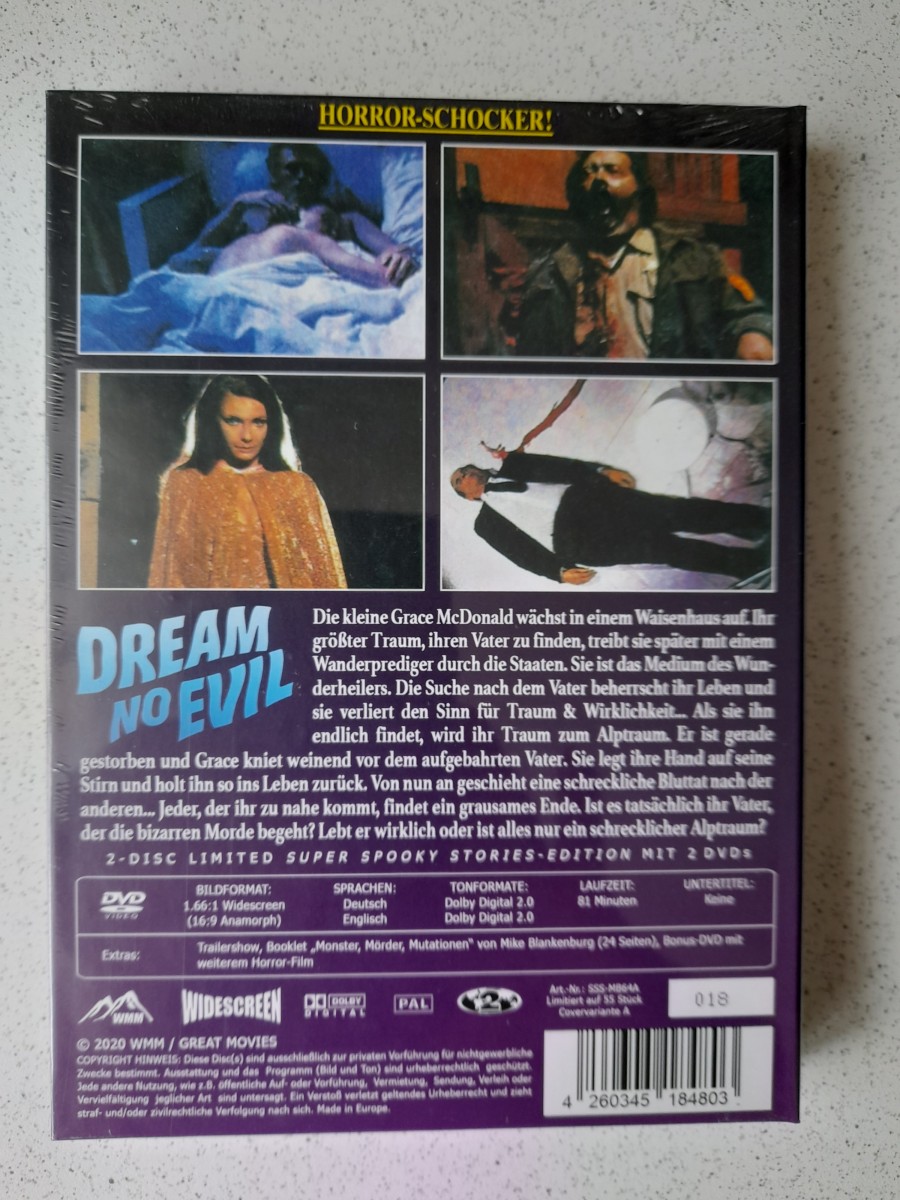 HORROR-SCHOCKER!
DREAM
NO EVIL
Die kleine Grace McDonald wächst in einem Waisenhaus auf. Ihr
größter Traum, ihren Vater zu finden, treibt sie später mit einem
Wanderprediger durch die Staaten. Sie ist das Medium des Wun-
derheilers. Die Suche nach dem Vater beherrscht ihr Leben und
sie verliert den Sinn für Traum & Wirklichkeit... Als sie ihn
endlich findet, wird ihr Traum zum Alptraum. Er ist gerade
gestorben und Grace kniet weinend vor dem aufgebahrten Vater. Sie legt ihre Hand auf seine
Stirn und holt ihn so ins Leben zurück. Von nun an geschieht eine schreckliche Bluttat nach der
anderen... Jeder, der ihr zu nahe kommt, findet ein grausames Ende. Ist es tatsächlich ihr Vater,
der die bizarren Morde begeht? Lebt er wirklich oder ist alles nur ein schrecklicher Alptraum?
2-DISC LIMITED SUPER SPOOKY STORIES-EDITION MIT 2 DVDs
DVD
VIDEO
BILDFORMAT:
1.66:1 Widescreen
(16:9 Anamorph)
SPRACHEN:
Deutsch
Englisch
TONFORMATE:
Dolby Digital 2.0
Dolby Digital 2.0
LAUFZEIT:
81 Minuten
UNTERTITEL:
Keine
Extras:
Trailershow, Booklet „Monster, Mörder, Mutationen" von Mike Blankenburg (24 Seiten), Bonus-DVD mit
weiterem Horror-Film
WMM
WIDESCREEN
DOLBY
DIGITAL
PAL
2
Art.-Nr.: SSS-MB64A
Limitiert auf 55 Stück
Covervariante A
018
© 2020 WMM / GREAT MOVIES
COPYRIGHT HINWEIS: Diese Disc(s) sind ausschließlich zur privaten Vorführung für nichtgewerbliche
Zwecke bestimmt. Ausstattung und das Programm (Bild und Ton) sind urheberrechtlich geschützt.
Jede andere Nutzung, wie z.B. öffentliche Auf- oder Vorführung, Vermietung, Sendung, Verleih oder
Vervielfältigung jeglicher Art sind untersagt. Ein Verstoß verletzt geltendes Urheberrecht und zieht
straf- und/oder zivilrechtliche Verfolgung nach sich. Made in Europe.
4 260345 184803